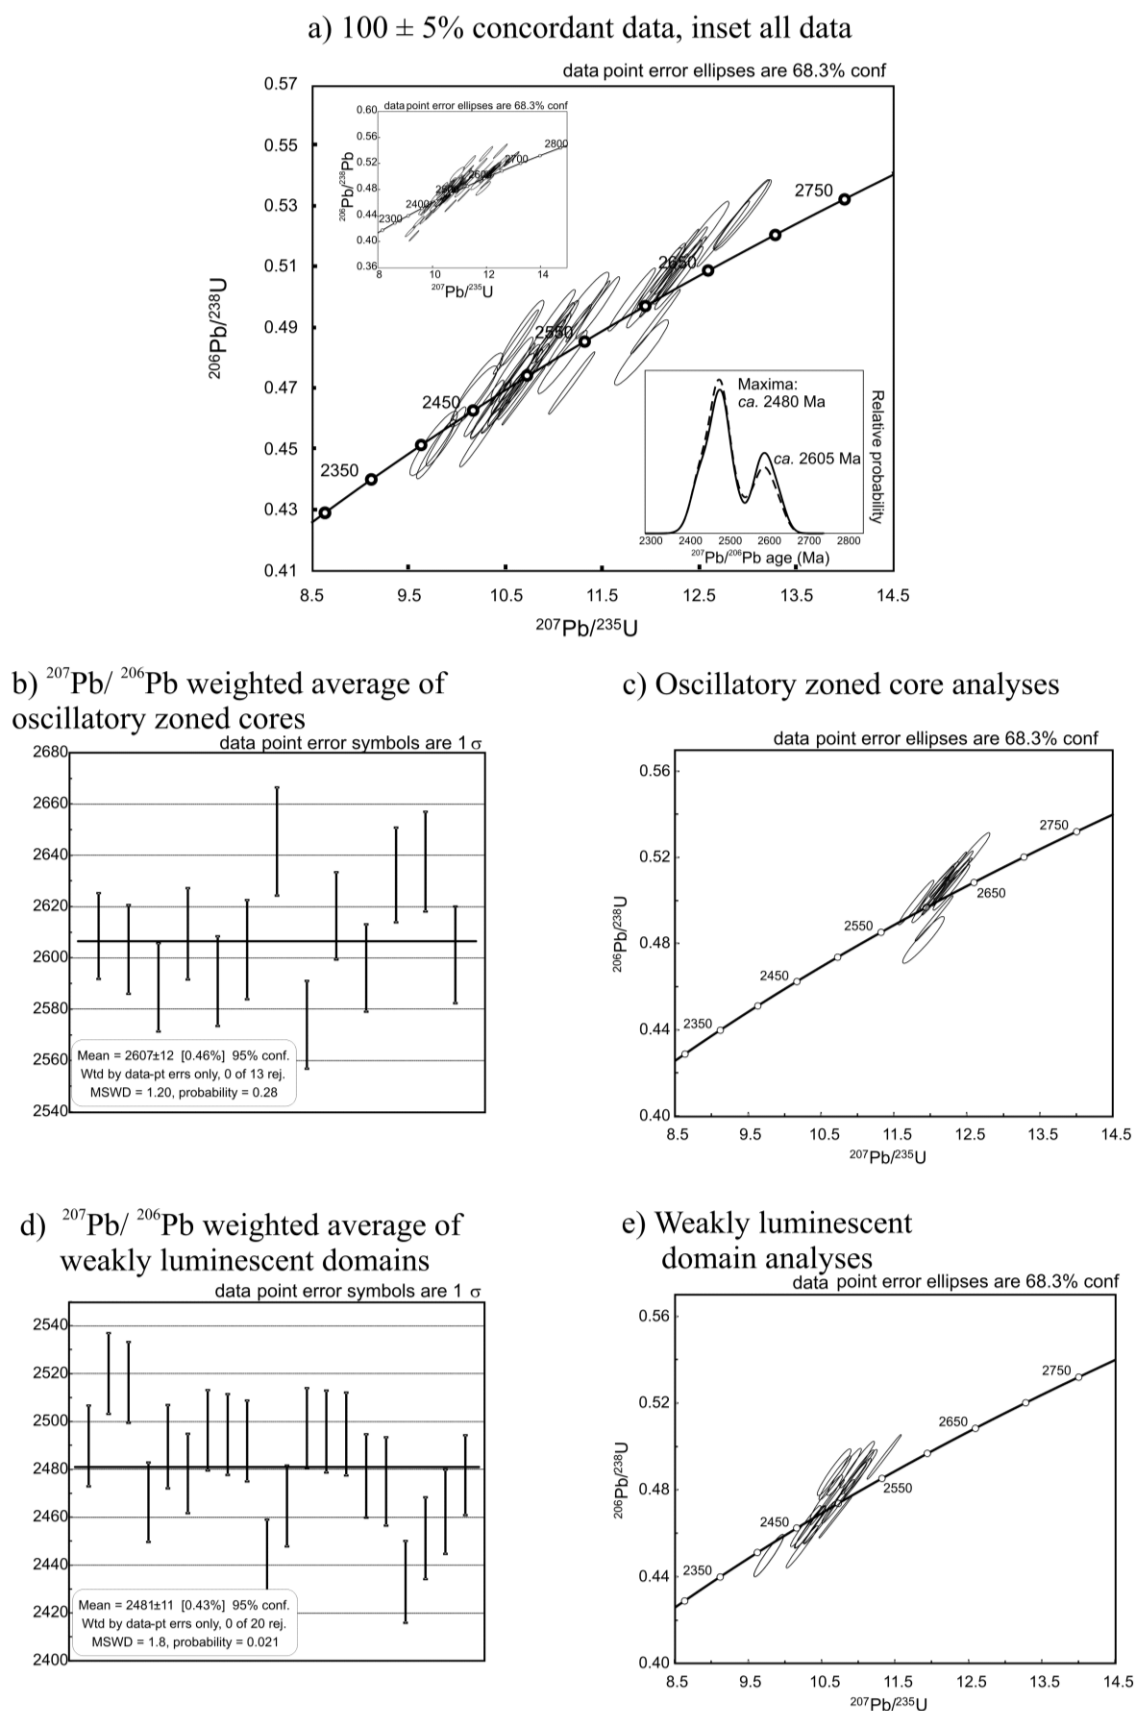 a) 100 ± 5% concordant data, inset all data
data point error ellipses are 68.3% conf
0.57
0.55
0.53
0.51
0.49
0.47
0.45
0.43
0.41
206Pb/238U
8.5 9.5 10.5 11.5 12.5 13.5 14.5
207Pb/235U
2350
2450
2550
2650
2750
data point error ellipses are 68.3% conf
0.60
0.56
0.52
0.48
0.44
0.40
0.36
206Pb/238Pb
2300
2400
2600
2700
2800
8 10 12 14
207Pb/235U
Maxima:
ca. 2480 Ma
ca. 2605 Ma
Relative probability
2300 2400 2500 2600 2700 2800
207Pb/206Pb age (Ma)
b) 207Pb/ 206Pb weighted average of
oscillatory zoned cores
data point error symbols are 1 σ
2680
2660
2640
2620
2600
2580
2560
2540
Mean = 2607±12 [0.46%] 95% conf.
Wtd by data-pt errs only, 0 of 13 rej.
MSWD = 1.20, probability = 0.28
c) Oscillatory zoned core analyses
data point error ellipses are 68.3% conf
0.56
0.52
0.48
0.44
0.40
206Pb/238U
2350
2450
2550
2650
2750
8.5 9.5 10.5 11.5 12.5 13.5 14.5
207Pb/235U
d) 207Pb/ 206Pb weighted average of
weakly luminescent domains
data point error symbols are 1 σ
2540
2520
2500
2480
2460
2440
2420
2400
Mean = 2481±11 [0.43%] 95% conf.
Wtd by data-pt errs only, 0 of 20 rej.
MSWD = 1.8, probability = 0.021
e) Weakly luminescent
domain analyses
data point error ellipses are 68.3% conf
0.56
0.52
0.48
0.44
0.40
206Pb/238U
2350
2450
2550
2650
2750
8.5 9.5 10.5 11.5 12.5 13.5 14.5
207Pb/235U